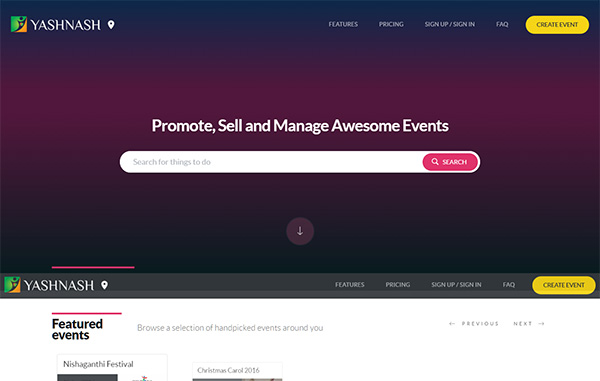 YASHNASH
FEATURES PRICING SIGN UP / SIGN IN FAQ CREATE EVENT
Promote, Sell and Manage Awesome Events
Search for things to do SEARCH
YASHNASH
FEATURES PRICING SIGN UP / SIGN IN FAQ CREATE EVENT
Featured
events
Browse a selection of handpicked events around you
PREVIOUS NEXT
Nishaganthi Festival
Christmas Carol 2016